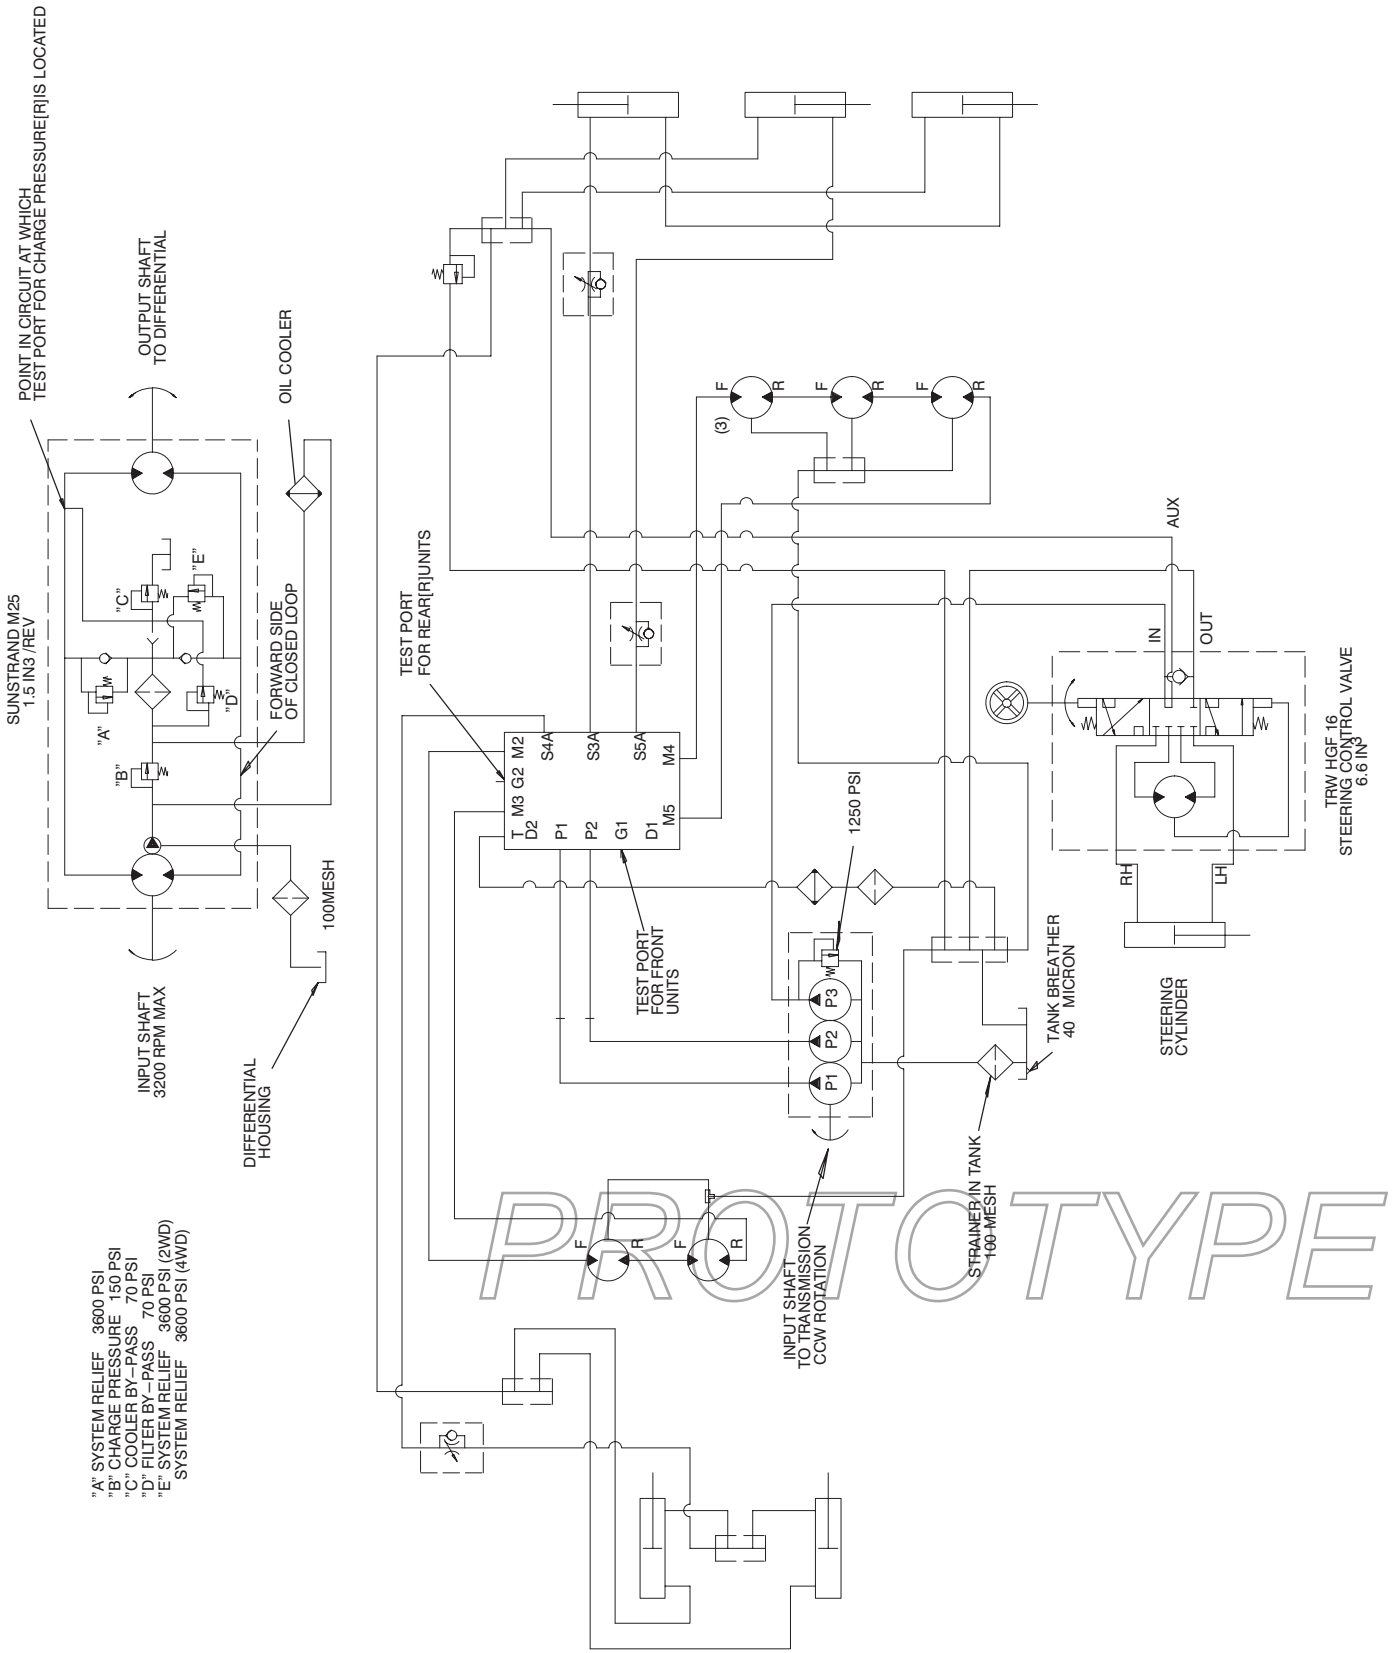 SUNSTRAND M25
1.5 IN3 /REV
POINT IN CIRCUIT AT WHICH
TEST PORT FOR CHARGE PRESSURE[R]IS LOCATED
OUTPUT SHAFT
TO DIFFERENTIAL
OIL COOLER
"A"
"B"
"C"
"D"
"E"
FORWARD SIDE
OF CLOSED LOOP
100MESH
INPUT SHAFT
3200 RPM MAX
DIFFERENTIAL
HOUSING
"A" SYSTEM RELIEF 3600 PSI
"B" CHARGE PRESSURE 150 PSI
"C" COOLER BY–PASS 70 PSI
"D" FILTER BY–PASS 70 PSI
"E" SYSTEM RELIEF 3600 PSI (2WD)
SYSTEM RELIEF 3600 PSI (4WD)
TEST PORT
FOR REAR[R]UNITS
T M3 G2 M2
D2
S4A
P1
P2
S3A
G1
S5A
D1
M5
M4
TEST PORT
FOR FRONT
UNITS
1250 PSI
P1
P2
P3
(3)
F
R
F
R
F
R
F
R
F
R
INPUT SHAFT
TO TRANSMISSION
CCW ROTATION
STRAINER IN TANK
100 MESH
TANK BREATHER
40 MICRON
AUX
IN
OUT
RH
LH
STEERING
CYLINDER
TRW HGF 16
STEERING CONTROL VALVE
6.6 IN3
PROTOTYPE